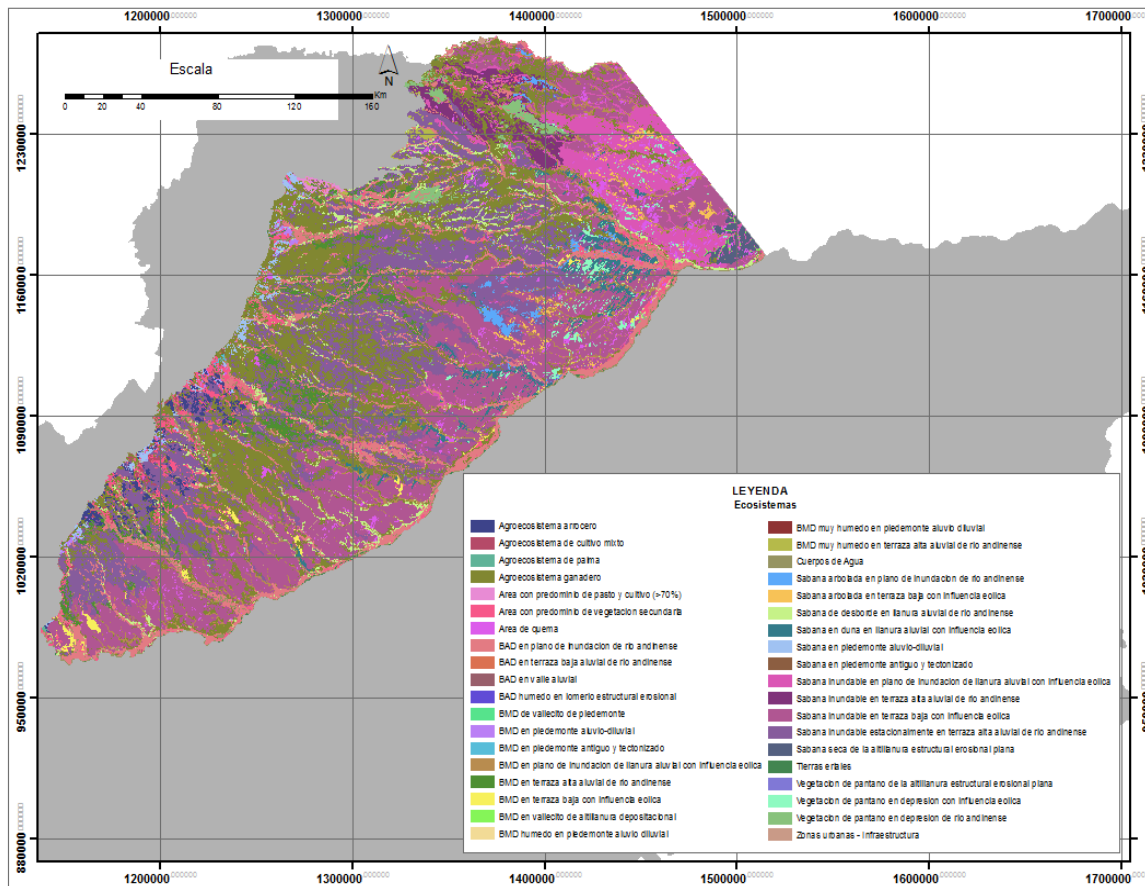 1200000 1300000 1400000 1500000 1600000 1700000
Escala
N
Km
0 20 40 80 120 160
1230000
1160000
1090000
1020000
950000
880000
LEYENDA
Ecosistemas
Agroecosistema arrocero
Agroecosistema de cultivo mixto
Agroecosistema de palma
Agroecosistema ganadero
Area con predominio de pasto y cultivo (>70%)
Area con predominio de vegetacion secundaria
Area de quema
BAD en plano de inundacion de rio andinense
BAD en terraza baja aluvial de rio andinense
BAD en valle aluvial
BAD humedo en lomerio estructural erosional
BMD de vallecito de piedemonte
BMD en piedemonte aluvio-diluvial
BMD en piedemonte antiguo y tectonizado
BMD en plano de inundacion de llanura aluvial con influencia eolica
BMD en terraza alta aluvial de rio andinense
BMD en terraza baja con influencia eolica
BMD en vallecito de altillanura depositacional
BMD humedo en piedemonte aluvio diluvial
BMD muy humedo en piedemonte aluvio diluvial
BMD muy humedo en terraza alta aluvial de rio andinense
Cuerpos de Agua
Sabana arbolada en plano de inundacion de rio andinense
Sabana arbolada en terraza baja con influencia eolica
Sabana de desborde en llanura aluvial de rio andinense
Sabana en duna en llanura aluvial con influencia eolica
Sabana en piedemonte aluvio-diluvial
Sabana en piedemonte antiguo y tectonizado
Sabana inundable en plano de inundacion de llanura aluvial con influencia eolica
Sabana inundable en terraza alta aluvial de rio andinense
Sabana inundable en terraza baja con influencia eolica
Sabana inundable estacionalmente en terraza alta aluvial de rio andinense
Sabana seca de la altillanura estructural erosional plana
Tierras eriales
Vegetacion de pantano de la altillanura estructural erosional plana
Vegetacion de pantano en depresion con influencia eolica
Vegetacion de pantano en depresion de rio andinense
Zonas urbanas - Infraestructura
1200000 1300000 1400000 1500000 1600000 1700000